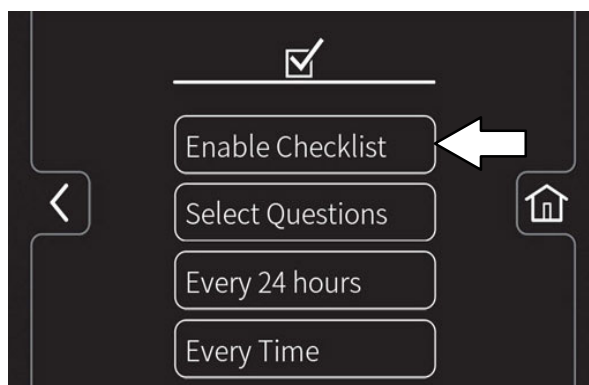 Enable Checklist
Select Questions
Every 24 hours
Every Time